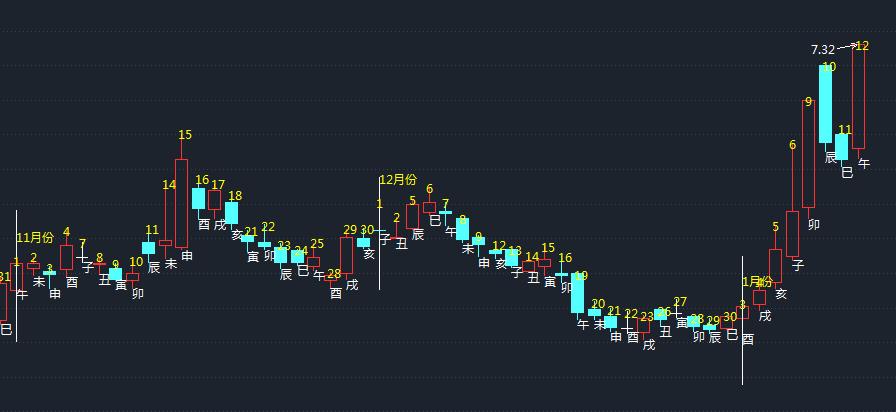 31
巳
11月份
1
午
2
未
3
申
4
酉
7
子
8
丑
9
寅
10
卯
11
辰
14
未
15
申
16
酉
17
戌
18
亥
21
寅
22
卯
23
辰
24
巳
25
午
28
酉
29
戌
30
亥
12月份
1
子
2
丑
5
辰
6
巳
7
午
8
未
9
申
12
亥
13
子
14
丑
15
寅
16
卯
19
午
20
未
21
申
22
酉
23
戌
26
丑
27
寅
28
卯
29
辰
30
巳
1月份
3
酉
4
戌
5
亥
6
子
9
卯
10
辰
11
巳
7.32
12
午